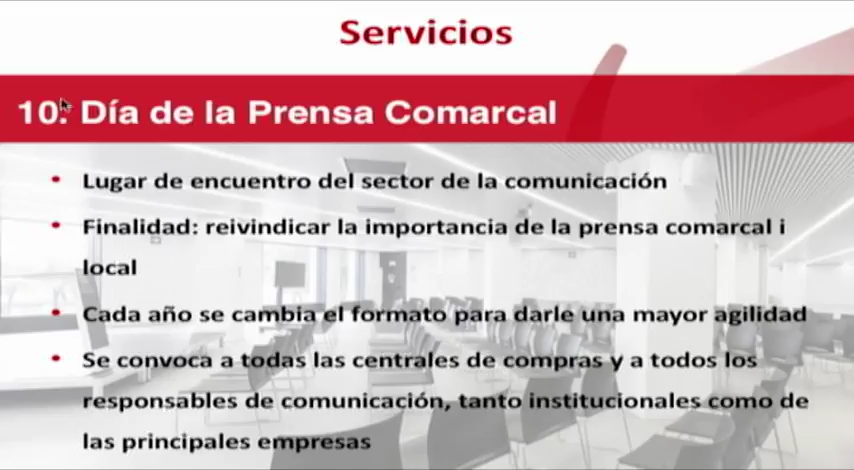 Servicios
10. Día de la Prensa Comarcal
• Lugar de encuentro del sector de la comunicación
• Finalidad: reivindicar la importancia de la prensa comarcal i
local
• Cada año se cambia el formato para darle una mayor agilidad
• Se convoca a todas las centrales de compras y a todos los
responsables de comunicación, tanto institucionales como de
las principales empresas